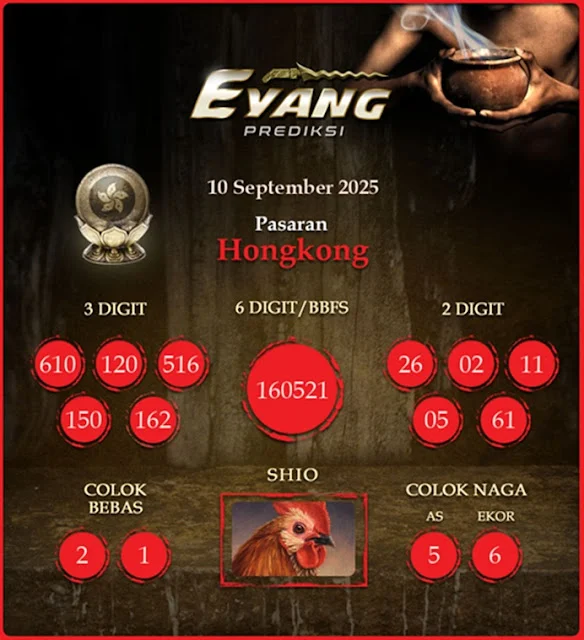 EYANG
PREDIKSI
10 September 2025
Pasaran
Hongkong
3 DIGIT
610 120 516
150 162
6 DIGIT/BBFS
160521
2 DIGIT
26 02 11
05 61
COLOK
BEBAS
2 1
SHIO
COLOK NAGA
AS EKOR
5 6